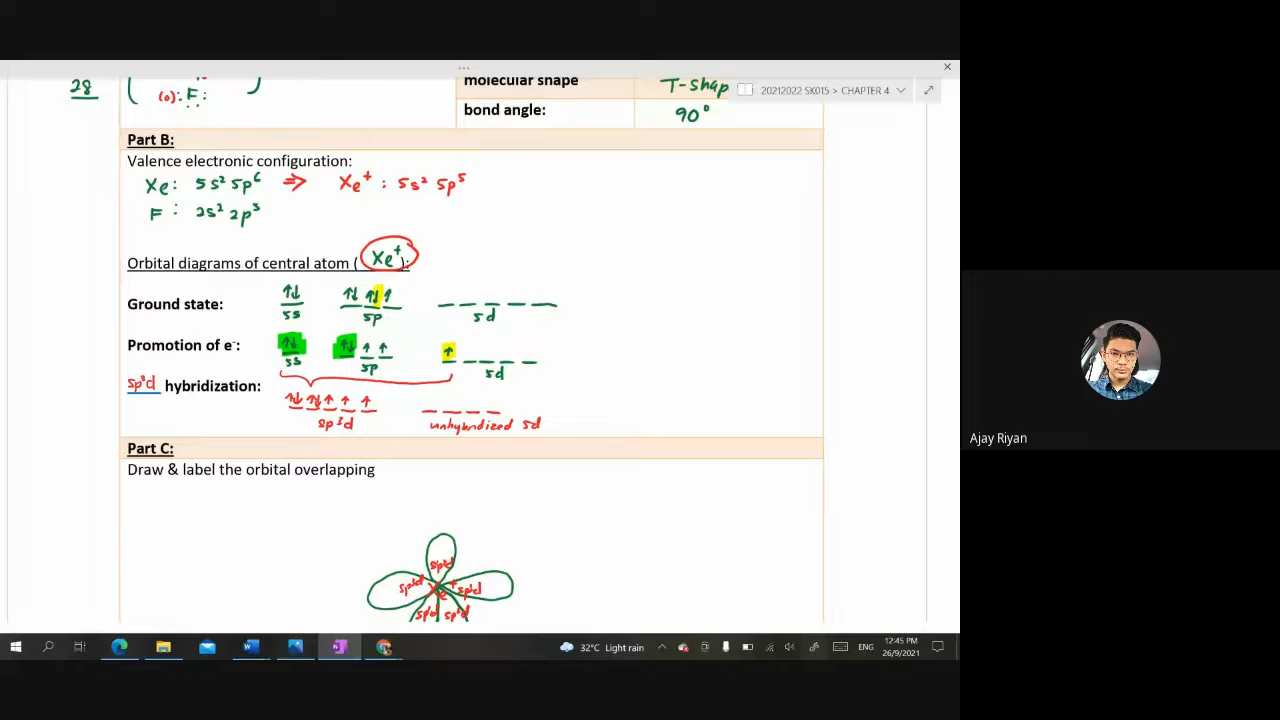 28
(0) : F :
molecular shape T-shap
20212022 SK015 > CHAPTER 4
bond angle: 90°
Part B:
Valence electronic configuration:
Xe : 5s² 5p⁶ ⇒ Xe⁺ : 5s² 5p⁵
F : 2s² 2p⁵
Orbital diagrams of central atom ( Xe⁺ ):
Ground state: ↑↓ ↑↓ ↑↓ ↑
5s 5p 5d
Promotion of e⁻: ↑↓ ↑↓ ↑ ↑ ↑
5s 5p 5d
sp³d hybridization:
↑↓ ↑↓ ↑ ↑ ↑
sp³d unhybridized 5d
Part C:
Draw & label the orbital overlapping
sp³d
sp³d Xe⁺ sp³d
sp³d sp³d
Ajay Riyan
32°C Light rain
ENG
12:45 PM
26/9/2021